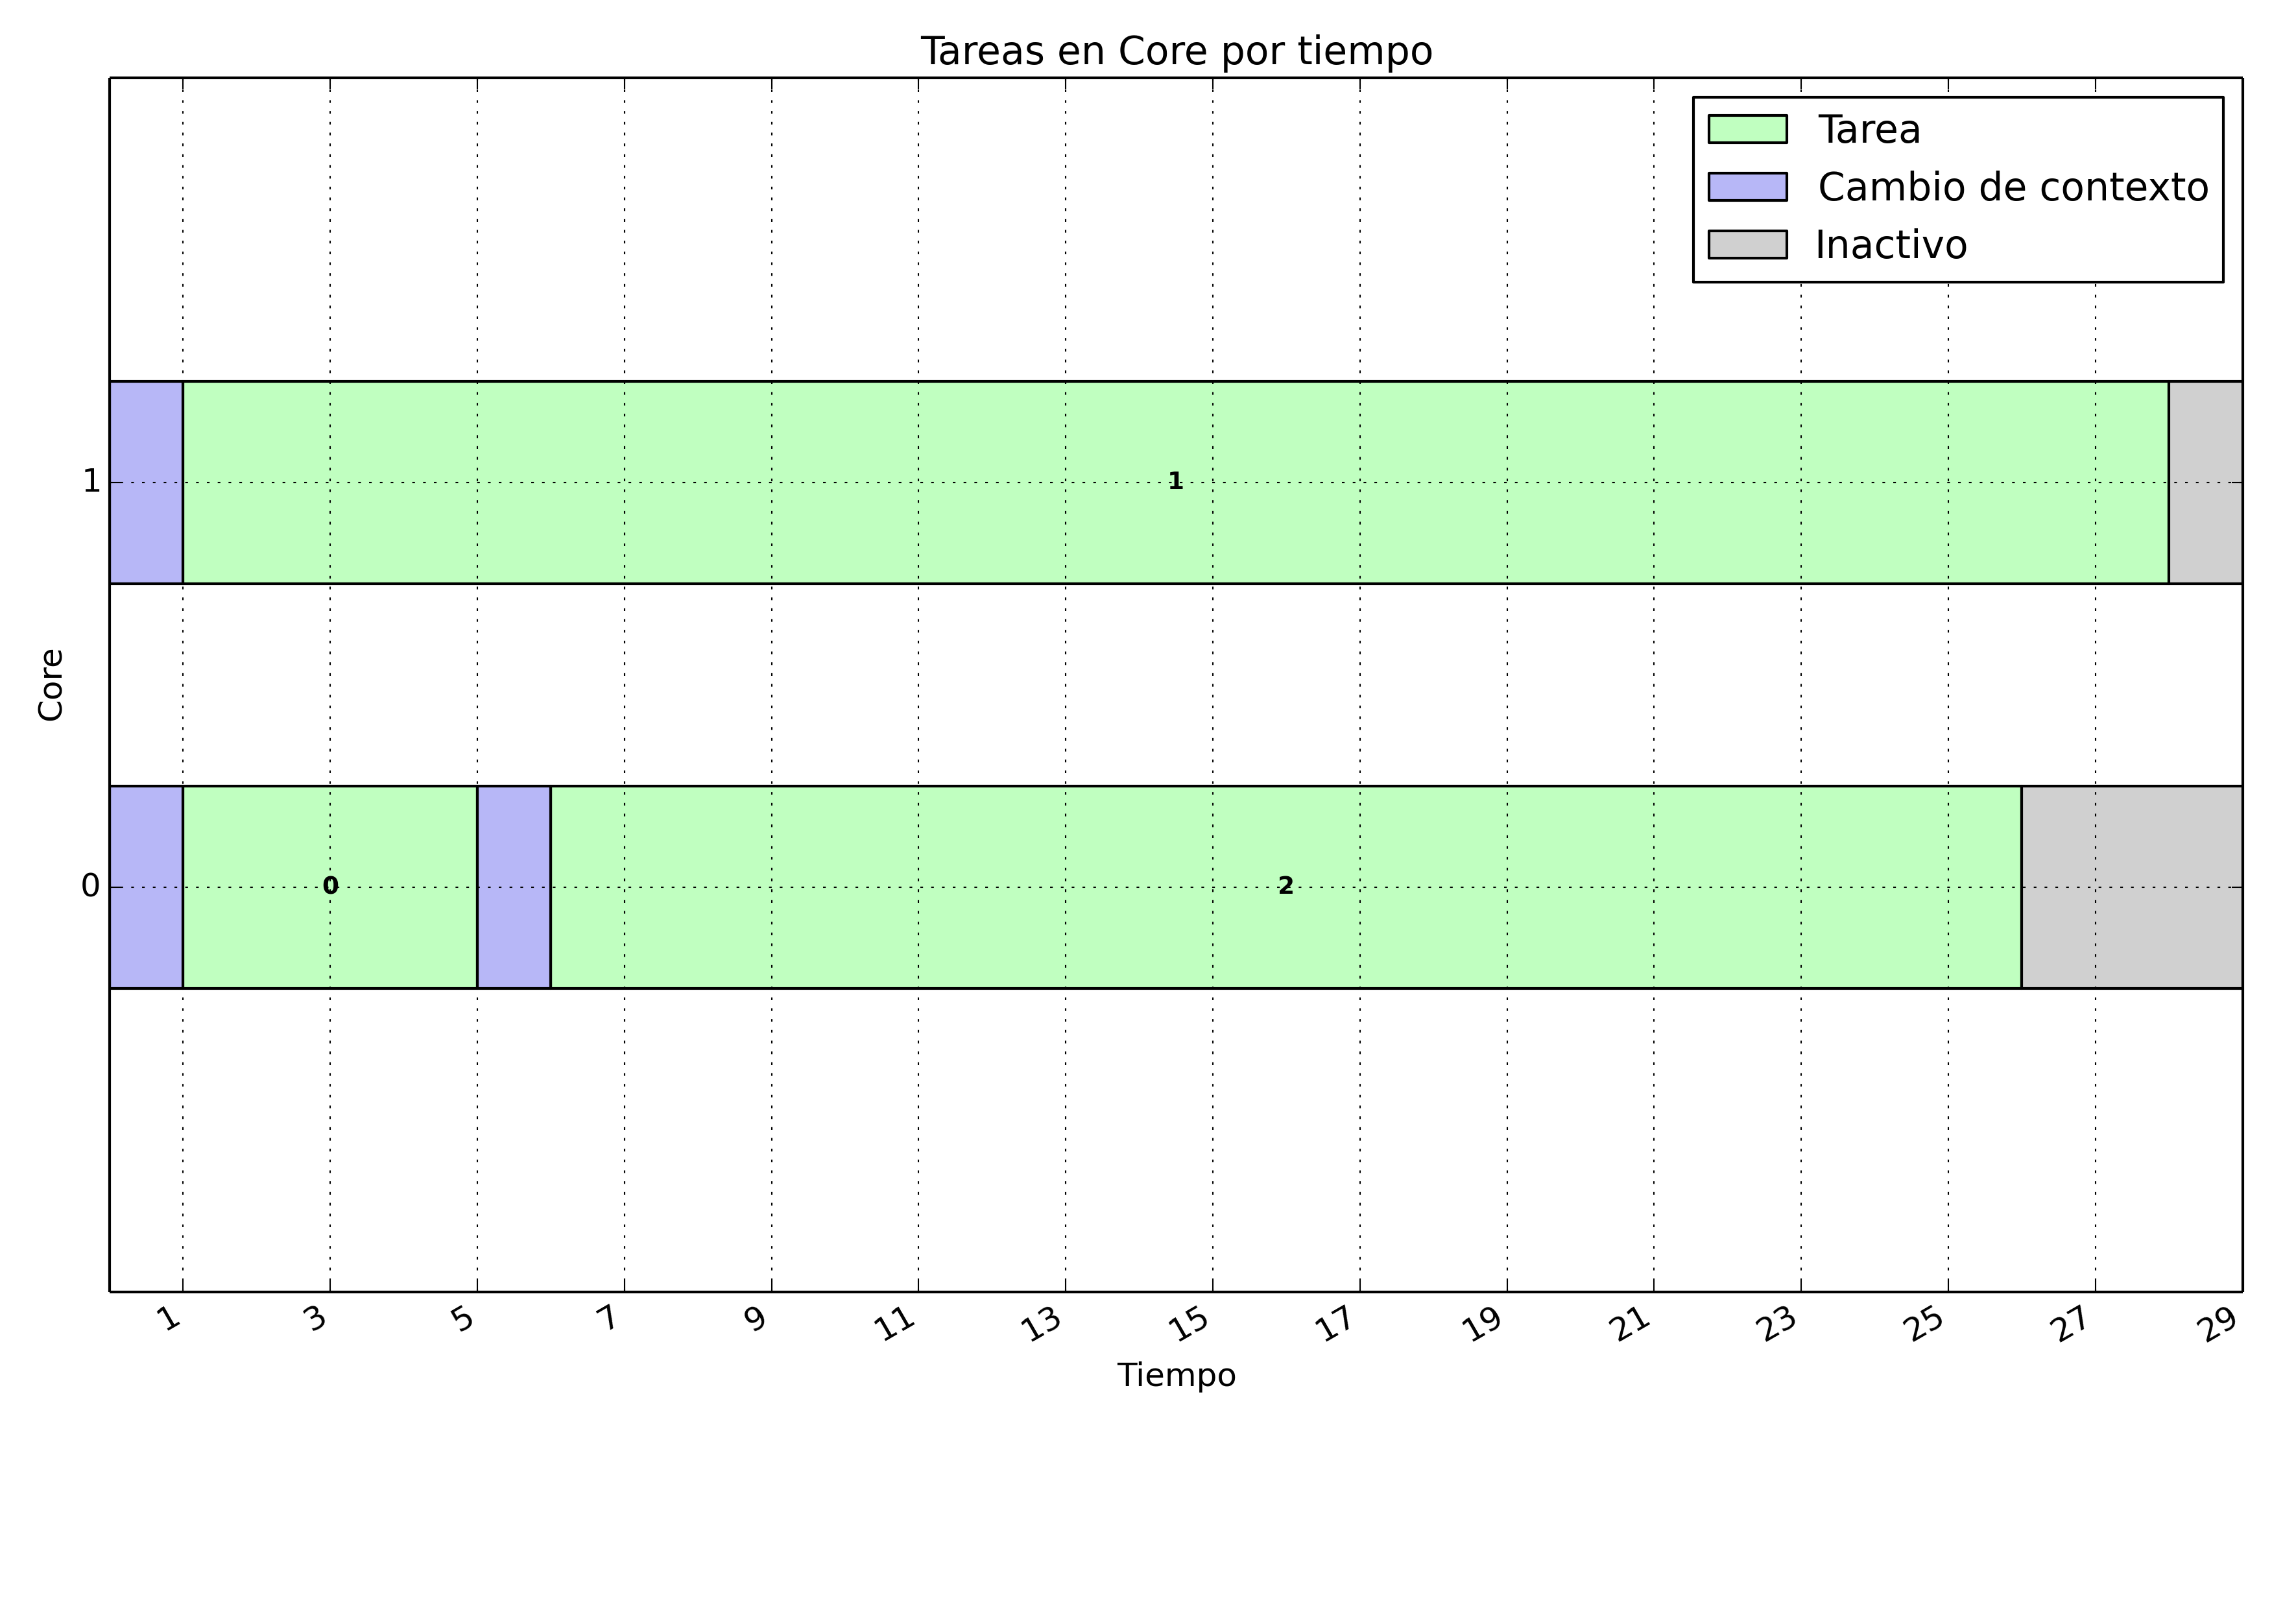 Tareas en Core por tiempo
Tarea
Cambio de contexto
Inactivo
1
1
Core
0
0
2
1 3 5 7 9 11 13 15 17 19 21 23 25 27 29
Tiempo